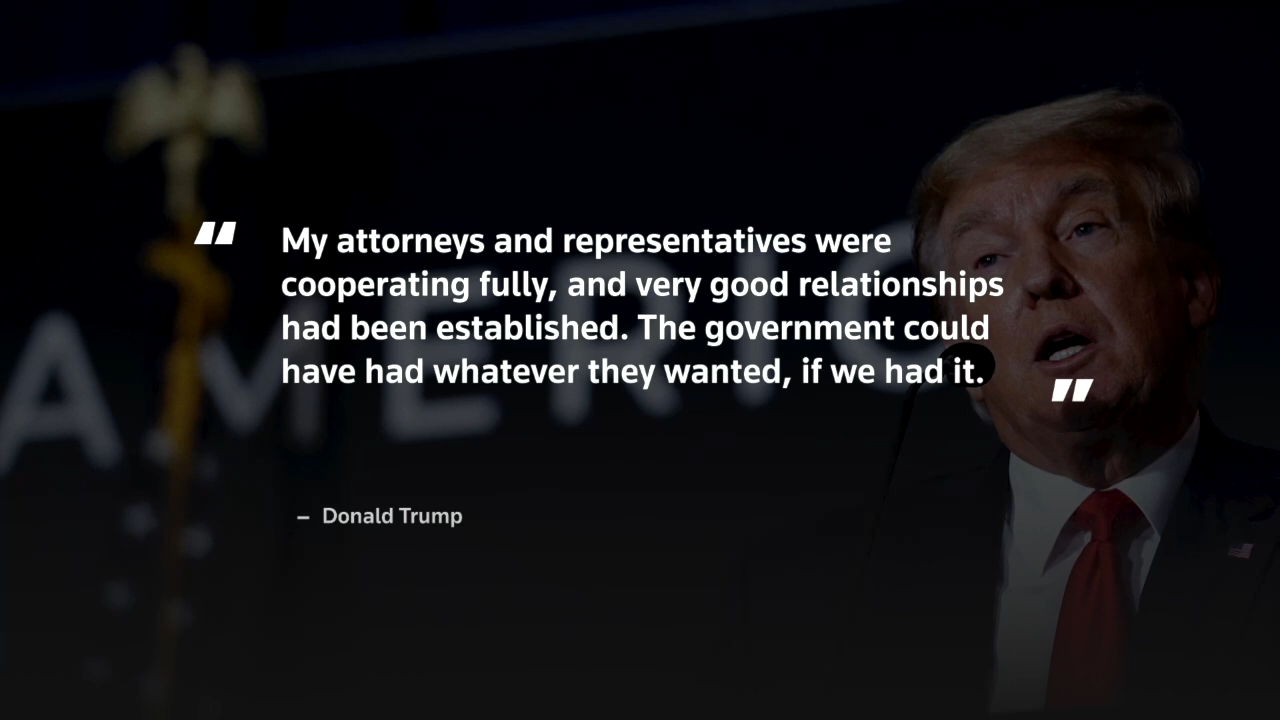 “
My attorneys and representatives were
cooperating fully, and very good relationships
had been established. The government could
have had whatever they wanted, if we had it.
”
– Donald Trump
AMERIC